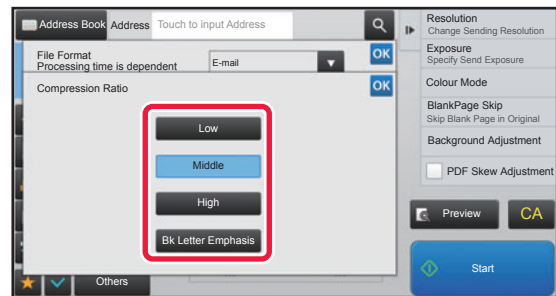 Address Book Address Touch to input Address
File Format
Processing time is dependent
E-mail
OK
Compression Ratio
OK
Low
Middle
High
Bk Letter Emphasis
Others
Resolution
Change Sending Resolution
Exposure
Specify Send Exposure
Colour Mode
BlankPage Skip
Skip Blank Page in Original
Background Adjustment
PDF Skew Adjustment
Preview
CA
Start